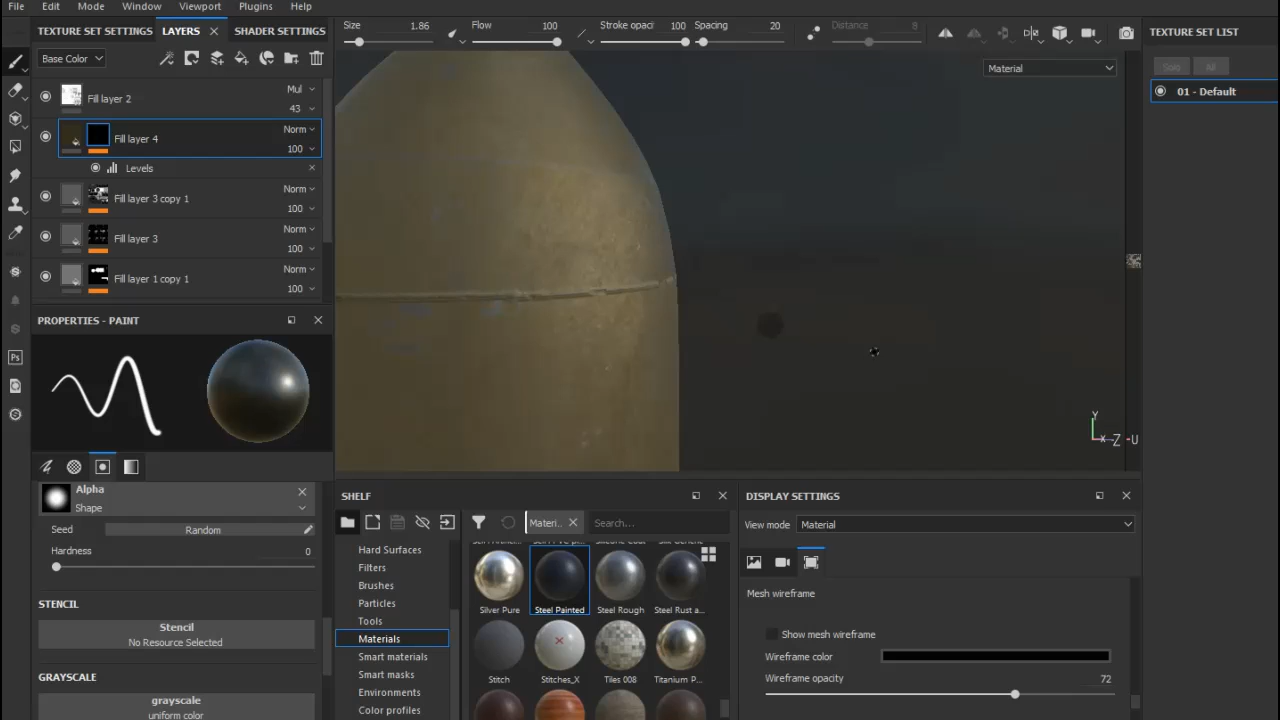 File Edit Mode Window Viewport Plugins Help
TEXTURE SET SETTINGS LAYERS SHADER SETTINGS
Base Color
Fill layer 2 Mul
43
Fill layer 4 Norm
100
Levels
Fill layer 3 copy 1 Norm
100
Fill layer 3 Norm
100
Fill layer 1 copy 1 Norm
100
PROPERTIES - PAINT
Alpha
Shape
Seed Random
Hardness 0
STENCIL
Stencil
No Resource Selected
GRAYSCALE
grayscale
uniform color
Ps
Size 1.86 Flow 100 Stroke opaci 100 Spacing 20 Distance 8
Material
Y
X Z U
SHELF
Materi.. Search...
Hard Surfaces
Filters
Brushes
Particles
Tools
Materials
Smart materials
Smart masks
Environments
Color profiles
Silver Pure Steel Painted Steel Rough Steel Rust a...
Stitch Stitches_X Tiles 008 Titanium P...
DISPLAY SETTINGS
View mode Material
Mesh wireframe
Show mesh wireframe
Wireframe color
Wireframe opacity 72
TEXTURE SET LIST
Solo All
01 - Default